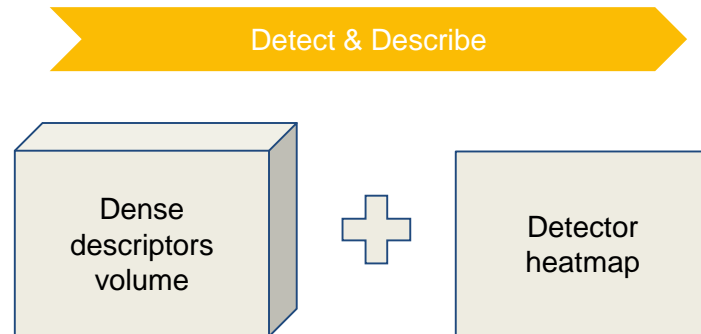 Detect & Describe
Dense
descriptors
volume
Detector
heatmap